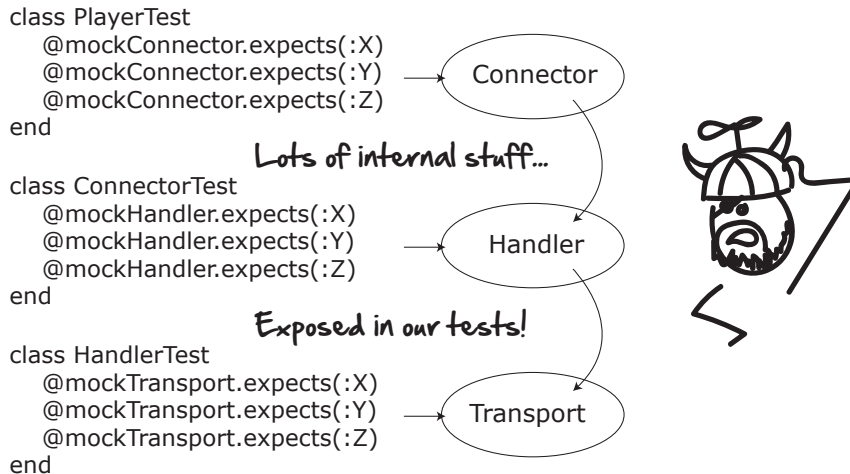 class PlayerTest
@mockConnector.expects(:X)
@mockConnector.expects(:Y)
@mockConnector.expects(:Z)
end
Connector
Lots of internal stuff...
class ConnectorTest
@mockHandler.expects(:X)
@mockHandler.expects(:Y)
@mockHandler.expects(:Z)
end
Handler
Exposed in our tests!
class HandlerTest
@mockTransport.expects(:X)
@mockTransport.expects(:Y)
@mockTransport.expects(:Z)
end
Transport